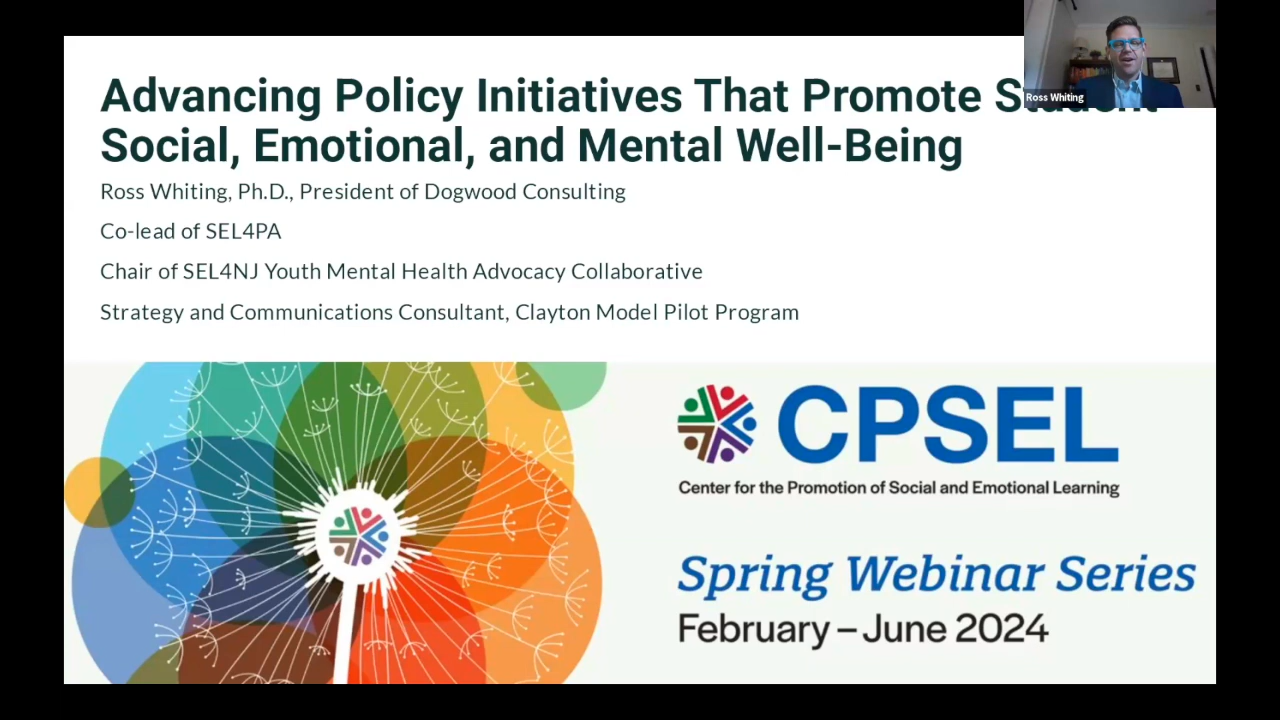 Advancing Policy Initiatives That Promote
Social, Emotional, and Mental Well-Being
Ross Whiting, Ph.D., President of Dogwood Consulting
Co-lead of SEL4PA
Chair of SEL4NJ Youth Mental Health Advocacy Collaborative
Strategy and Communications Consultant, Clayton Model Pilot Program
Ross Whiting
CPSEL
Center for the Promotion of Social and Emotional Learning
Spring Webinar Series
February – June 2024